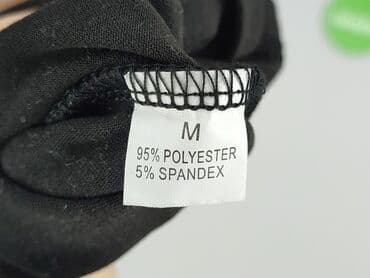 M
95% POLYESTER
5% SPANDEX